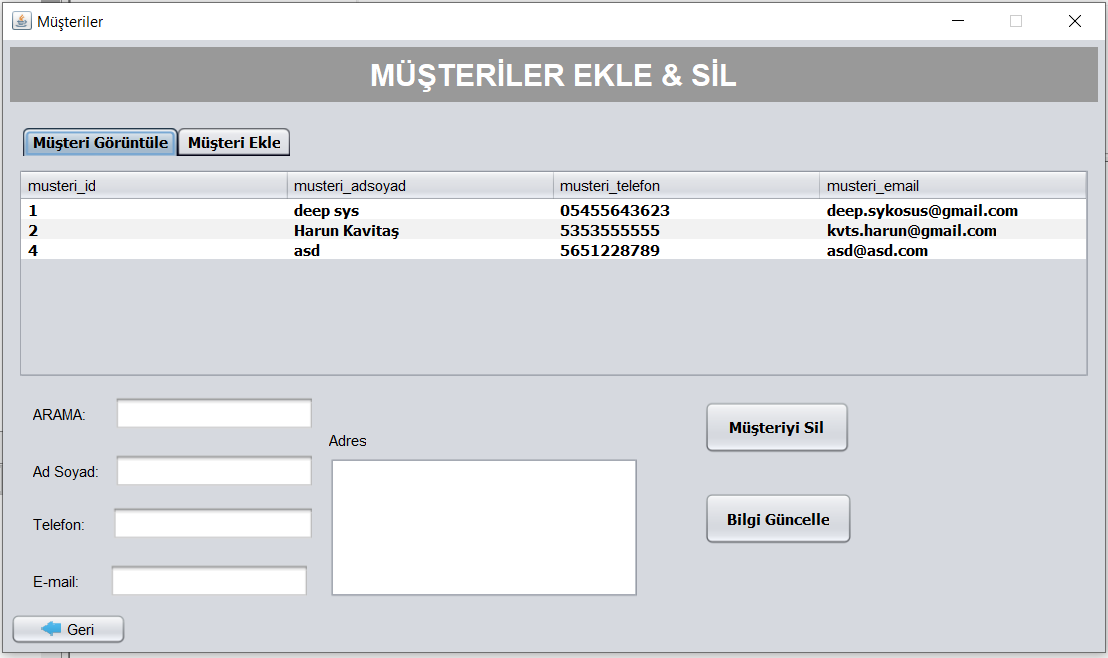 Müşteriler
MÜŞTERİLER EKLE & SİL
Müşteri Görüntüle Müşteri Ekle
musteri_id musteri_adsoyad musteri_telefon musteri_email
1 deep sys 05455643623 deep.sykosus@gmail.com
2 Harun Kavitaş 5353555555 kvts.harun@gmail.com
4 asd 5651228789 asd@asd.com
ARAMA:
Müşteriyi Sil
Adres
Ad Soyad:
Bilgi Güncelle
Telefon:
E-mail:
Geri